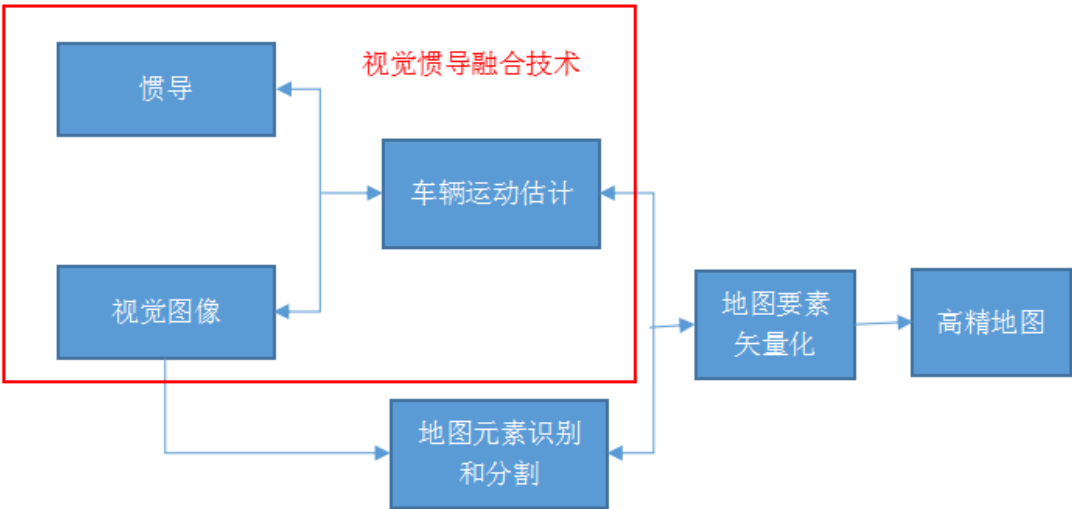 视觉惯导融合技术
惯导
车辆运动估计
视觉图像
地图要素
矢量化
高精地图
地图元素识别
和分割